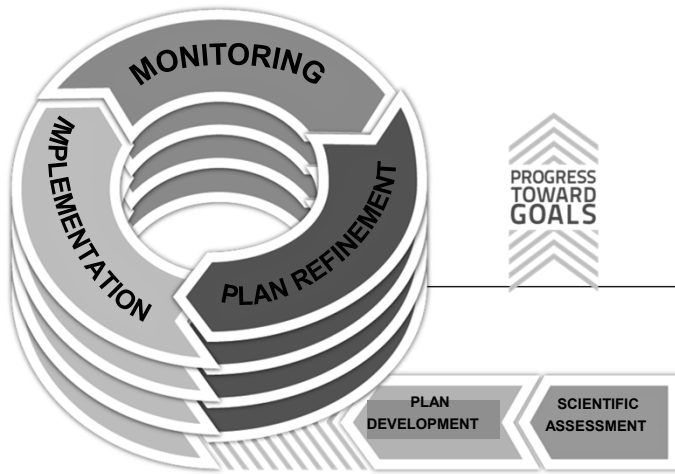 MONITORING
IMPLEMENTATION
PLAN REFINEMENT
PROGRESS
TOWARD
GOALS
PLAN
DEVELOPMENT
SCIENTIFIC
ASSESSMENT